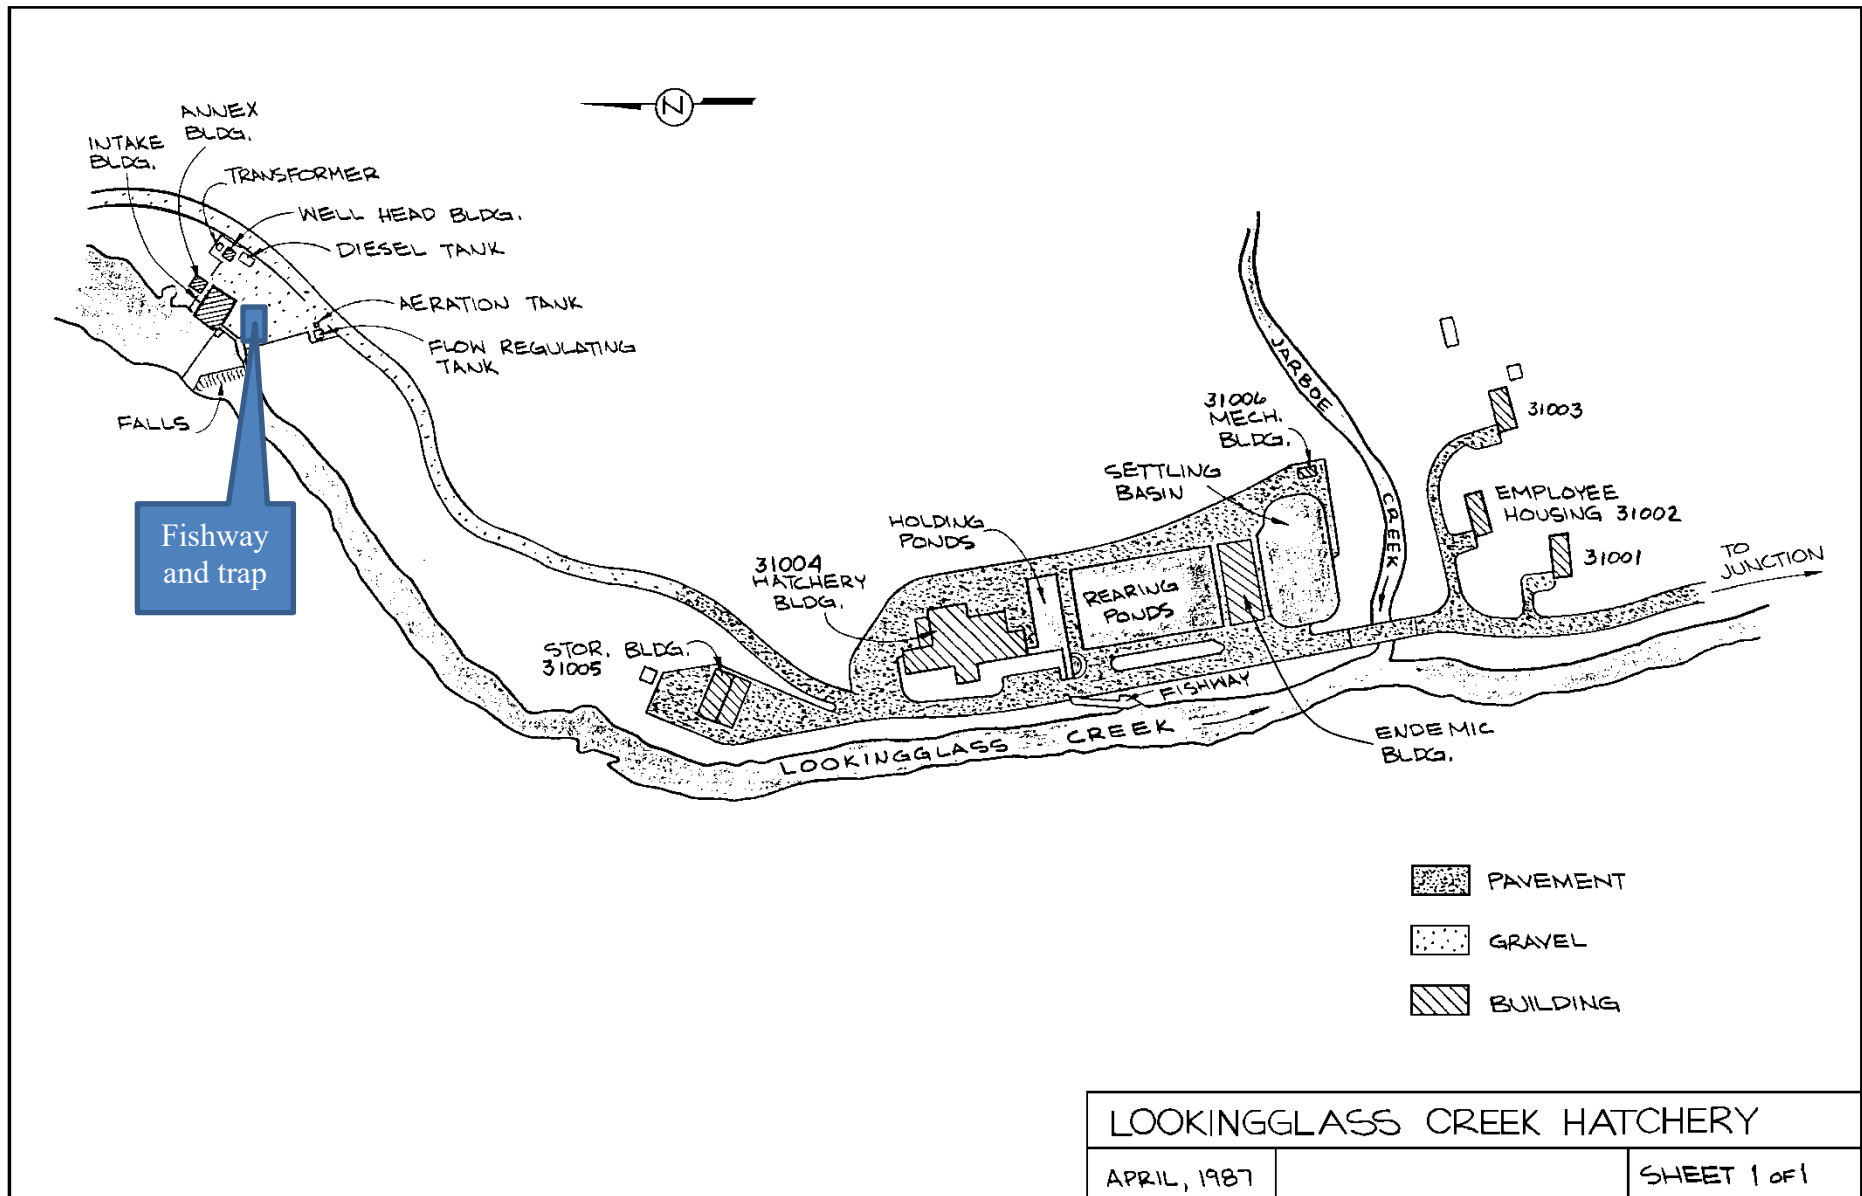 ANNEX
BLDG.
INTAKE
BLDG.
TRANSFORMER
WELL HEAD BLDG.
DIESEL TANK
AERATION TANK
FLOW REGULATING
TANK
FALLS
Fishway
and trap
N
JARBOE
CREEK
31006
MECH.
BLDG.
SETTLING
BASIN
HOLDING
PONDS
31004
HATCHERY
BLDG.
REARING
PONDS
STOR. BLDG.
31005
FISHWAY
LOOKINGGLASS CREEK
ENDEMIC
BLDG.
31003
EMPLOYEE
HOUSING 31002
31001
TO
JUNCTION
PAVEMENT
GRAVEL
BUILDING
LOOKINGGLASS CREEK HATCHERY
APRIL, 1987
SHEET 1 OF 1